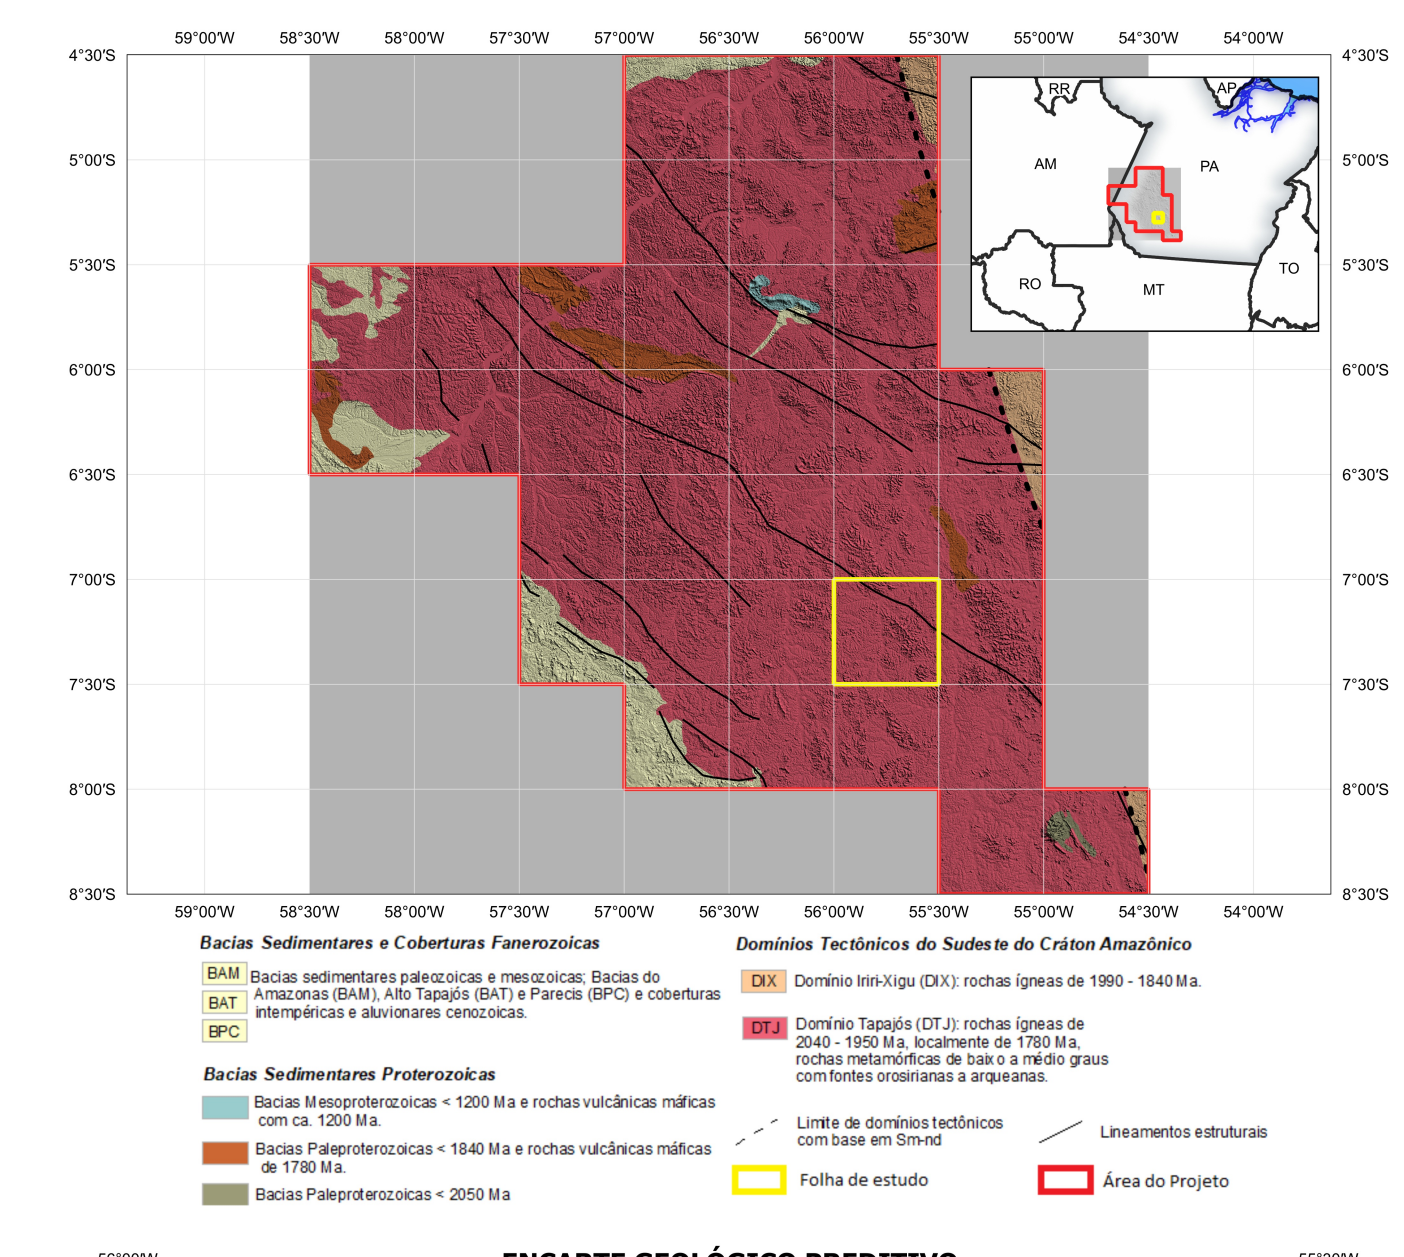 59°00'W 58°30'W 58°00'W 57°30'W 57°00'W 56°30'W 56°00'W 55°30'W 55°00'W 54°30'W 54°00'W
4°30'S 4°30'S
RR AP
5°00'S AM PA 5°00'S
5°30'S RO MT TO 5°30'S
6°00'S 6°00'S
6°30'S 6°30'S
7°00'S 7°00'S
7°30'S 7°30'S
8°00'S 8°00'S
8°30'S 8°30'S
59°00'W 58°30'W 58°00'W 57°30'W 57°00'W 56°30'W 56°00'W 55°30'W 55°00'W 54°30'W 54°00'W
Bacias Sedimentares e Coberturas Fanerozoicas
BAM
BAT
BPC
Bacias sedimentares paleozoicas e mesozoicas; Bacias do
Amazonas (BAM), Alto Tapajós (BAT) e Parecis (BPC) e coberturas
intempéricas e aluvionares cenozoicas.
Bacias Sedimentares Proterozoicas
Bacias Mesoproterozoicas < 1200 Ma e rochas vulcânicas máficas
com ca. 1200 Ma.
Bacias Paleproterozoicas < 1840 Ma e rochas vulcânicas máficas
de 1780 Ma.
Bacias Paleproterozoicas < 2050 Ma
Domínios Tectônicos do Sudeste do Cráton Amazônico
DIX Domínio Iriri-Xigu (DIX): rochas ígneas de 1990 - 1840 Ma.
DTJ Domínio Tapajós (DTJ): rochas ígneas de
2040 - 1950 Ma, localmente de 1780 Ma,
rochas metamórficas de baixo a médio graus
com fontes orosirianas a arqueanas.
Limite de domínios tectônicos
com base em Sm-nd
Lineamentos estruturais
Folha de estudo
Área do Projeto
56°00'W ENCARTE GEOLÓGICO PREDITIVO 55°30'W